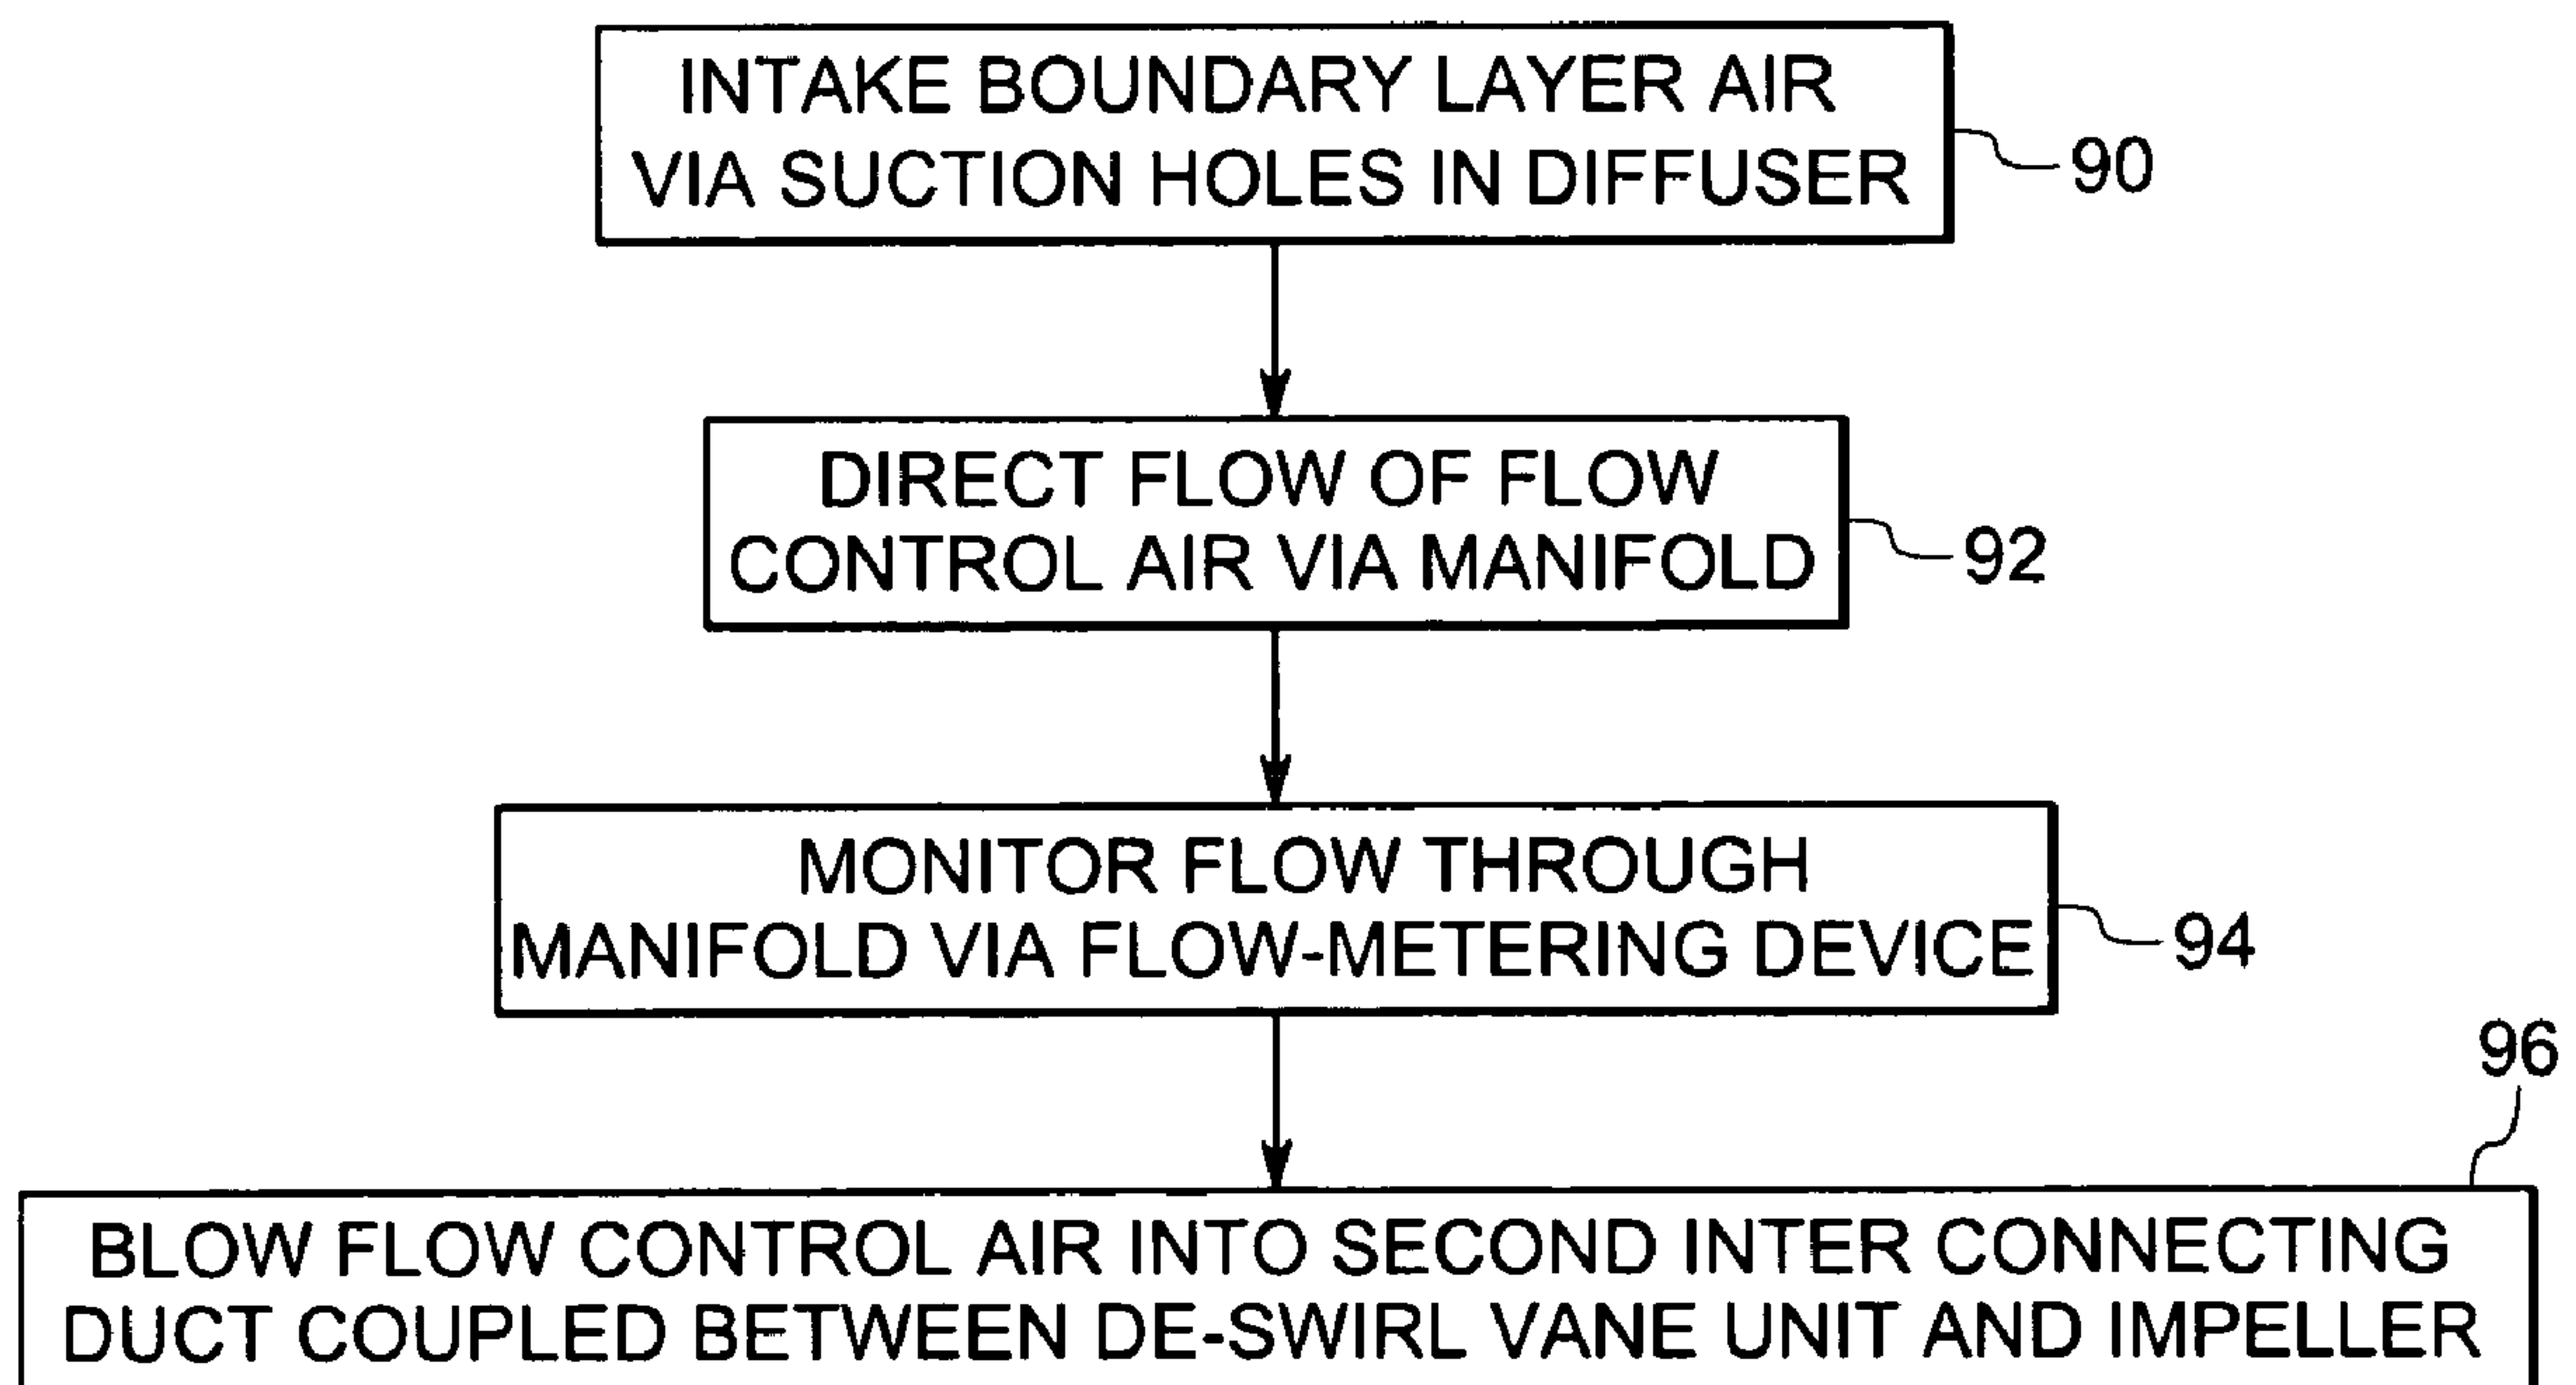 INTAKE BOUNDARY LAYER AIR
VIA SUCTION HOLES IN DIFFUSER
90
DIRECT FLOW OF FLOW
CONTROL AIR VIA MANIFOLD
92
MONITOR FLOW THROUGH
MANIFOLD VIA FLOW-METERING DEVICE
94
96
BLOW FLOW CONTROL AIR INTO SECOND INTER CONNECTING
DUCT COUPLED BETWEEN DE-SWIRL VANE UNIT AND IMPELLER